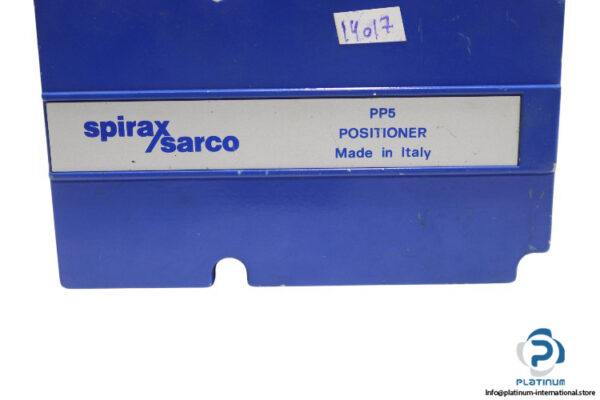 14017
spirax/sarco
PP5
POSITIONER
Made in Italy
PLATINUM
Info@platinum-international.store